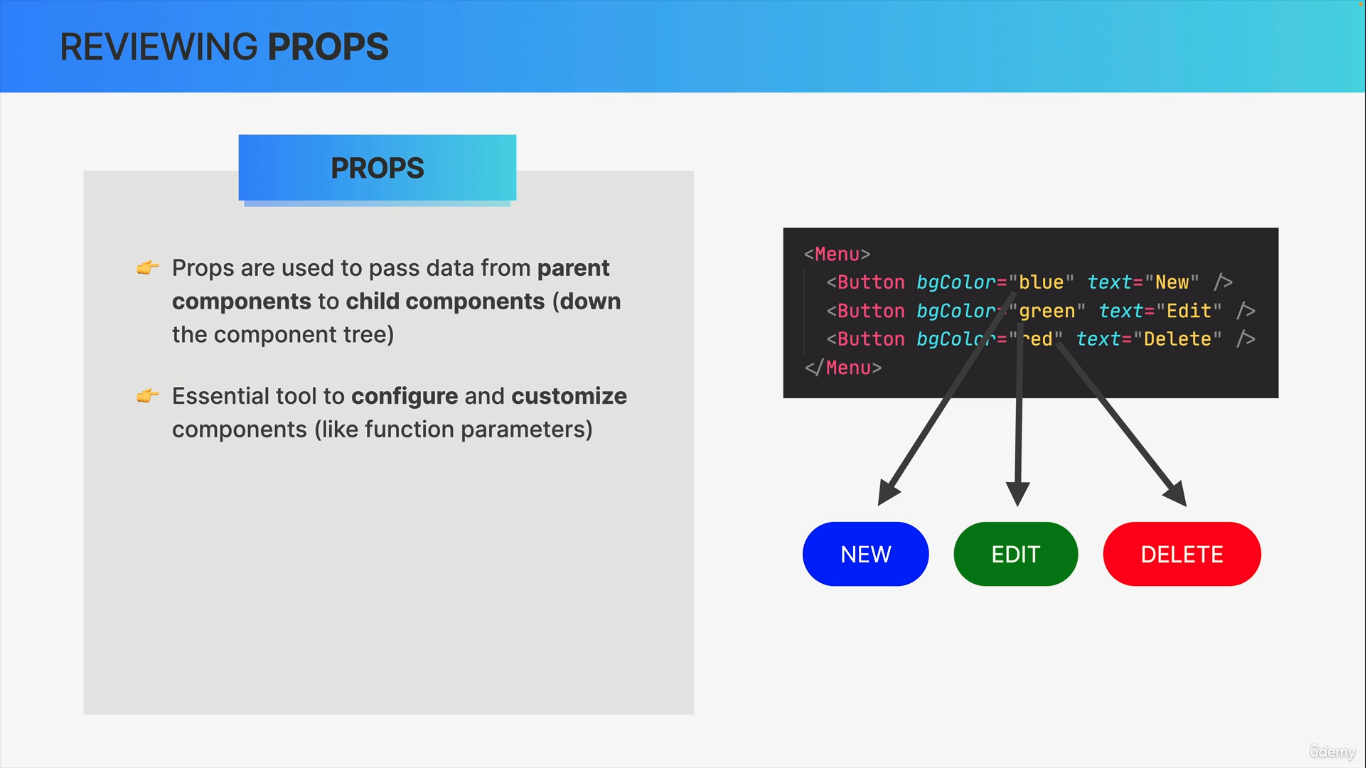 REVIEWING PROPS
PROPS
👉 Props are used to pass data from parent
components to child components (down
the component tree)
👉 Essential tool to configure and customize
components (like function parameters)
<Menu>
<Button bgColor="blue" text="New" />
<Button bgColor="green" text="Edit" />
<Button bgColor="red" text="Delete" />
</Menu>
NEW
EDIT
DELETE
ûdemy